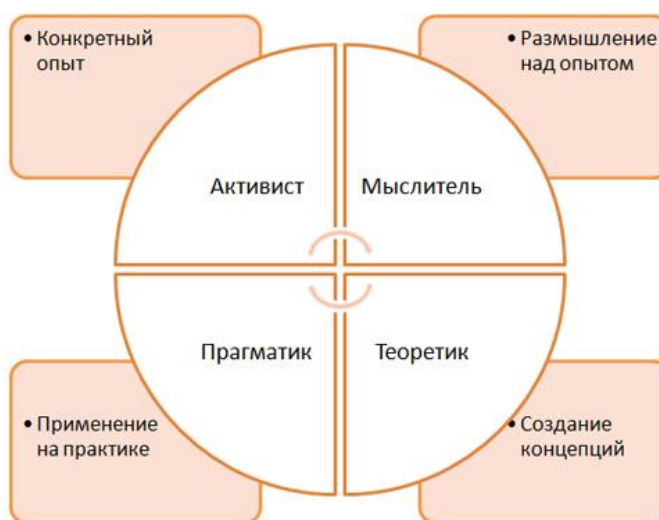 • Конкретный
опыт
• Размышление
над опытом
Активист
Мыслитель
Прагматик
Теоретик
• Применение
на практике
• Создание
концепций